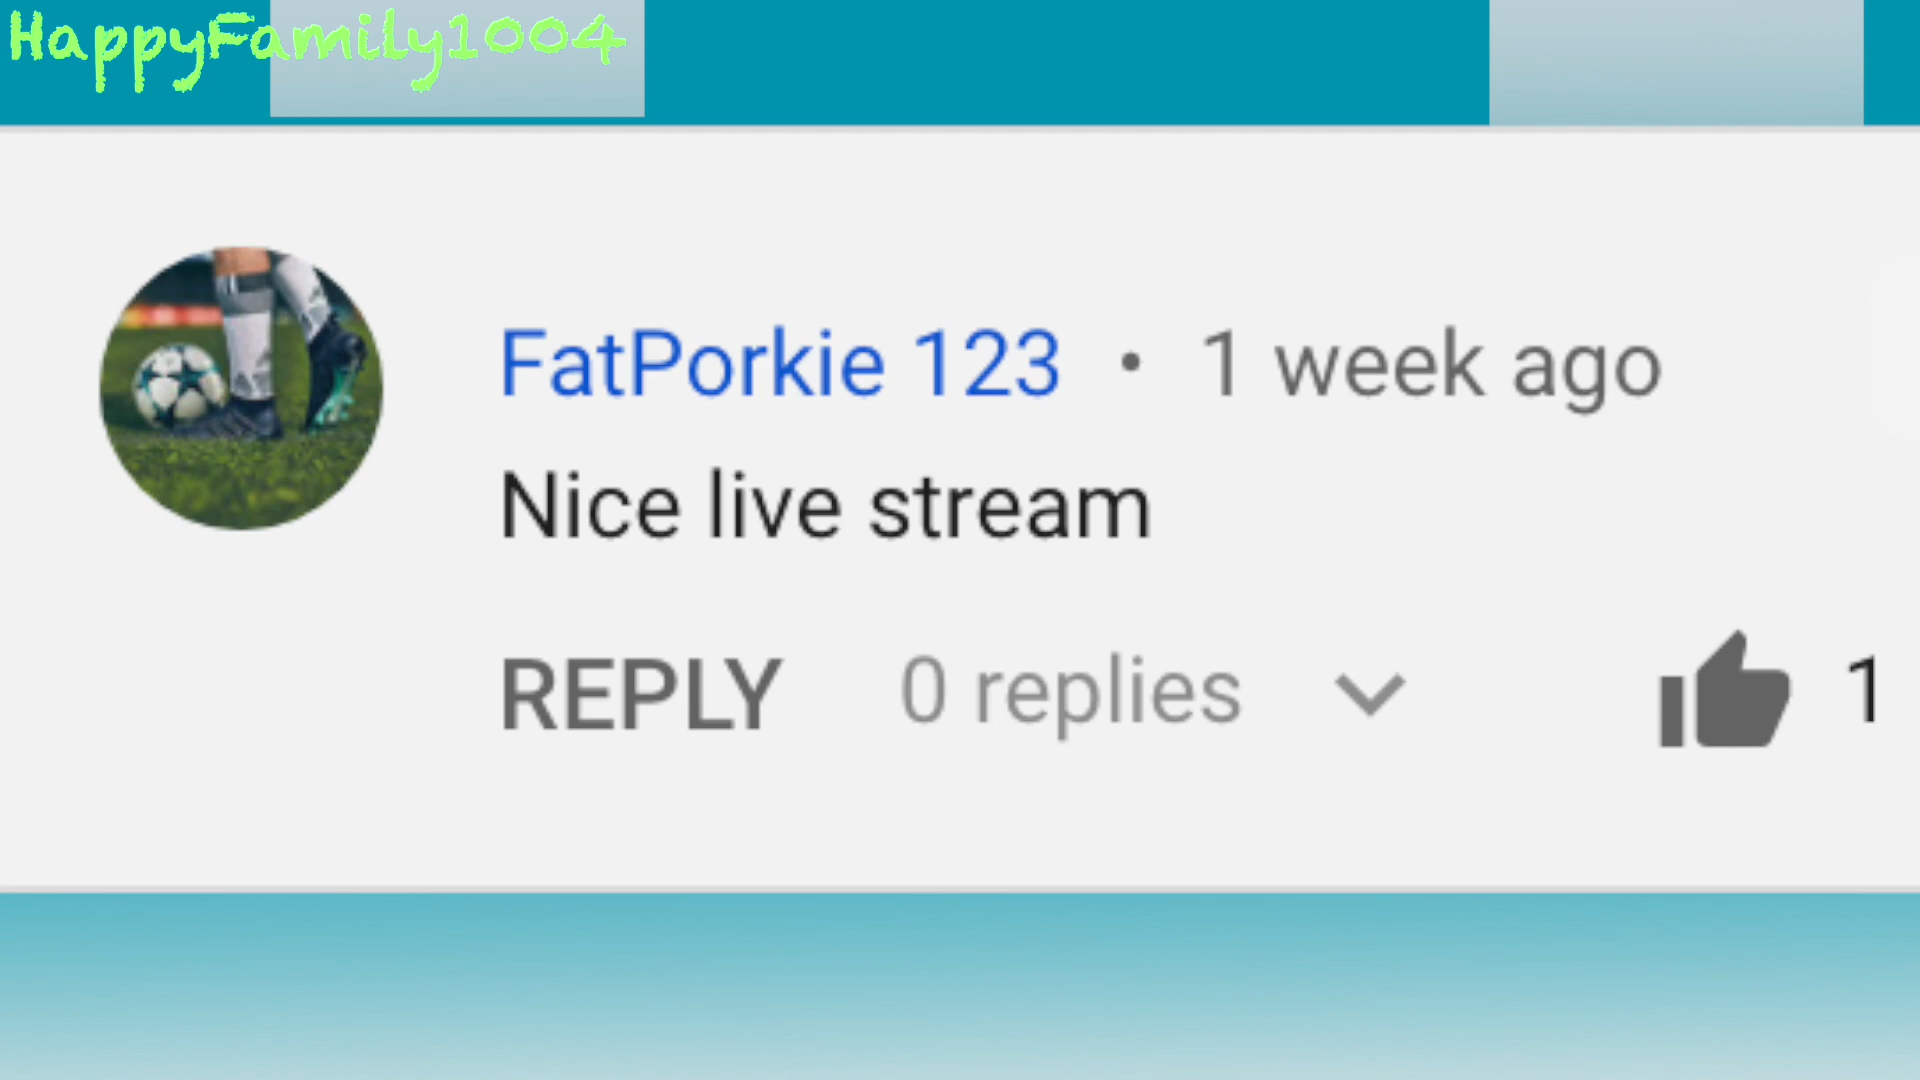 HappyFamily1004
FatPorkie 123 • 1 week ago
Nice live stream
REPLY 0 replies 1